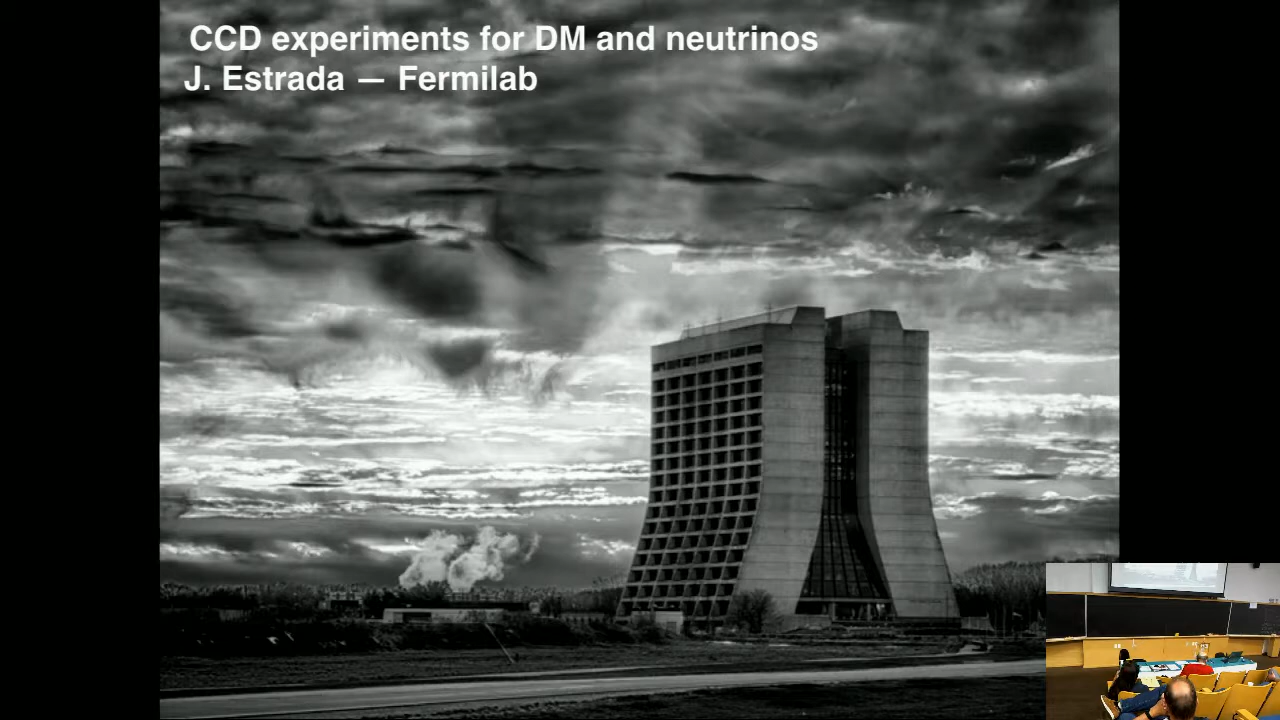 CCD experiments for DM and neutrinos
J. Estrada — Fermilab